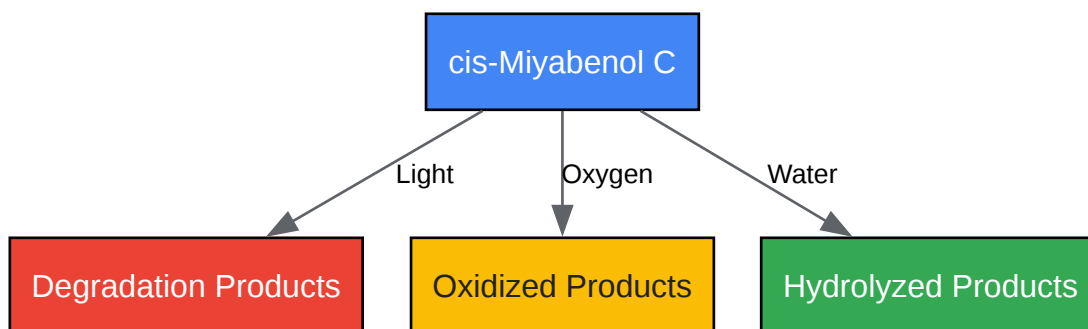 cis-Miyabenol C
Light
Oxygen
Water
Degradation Products
Oxidized Products
Hydrolyzed Products